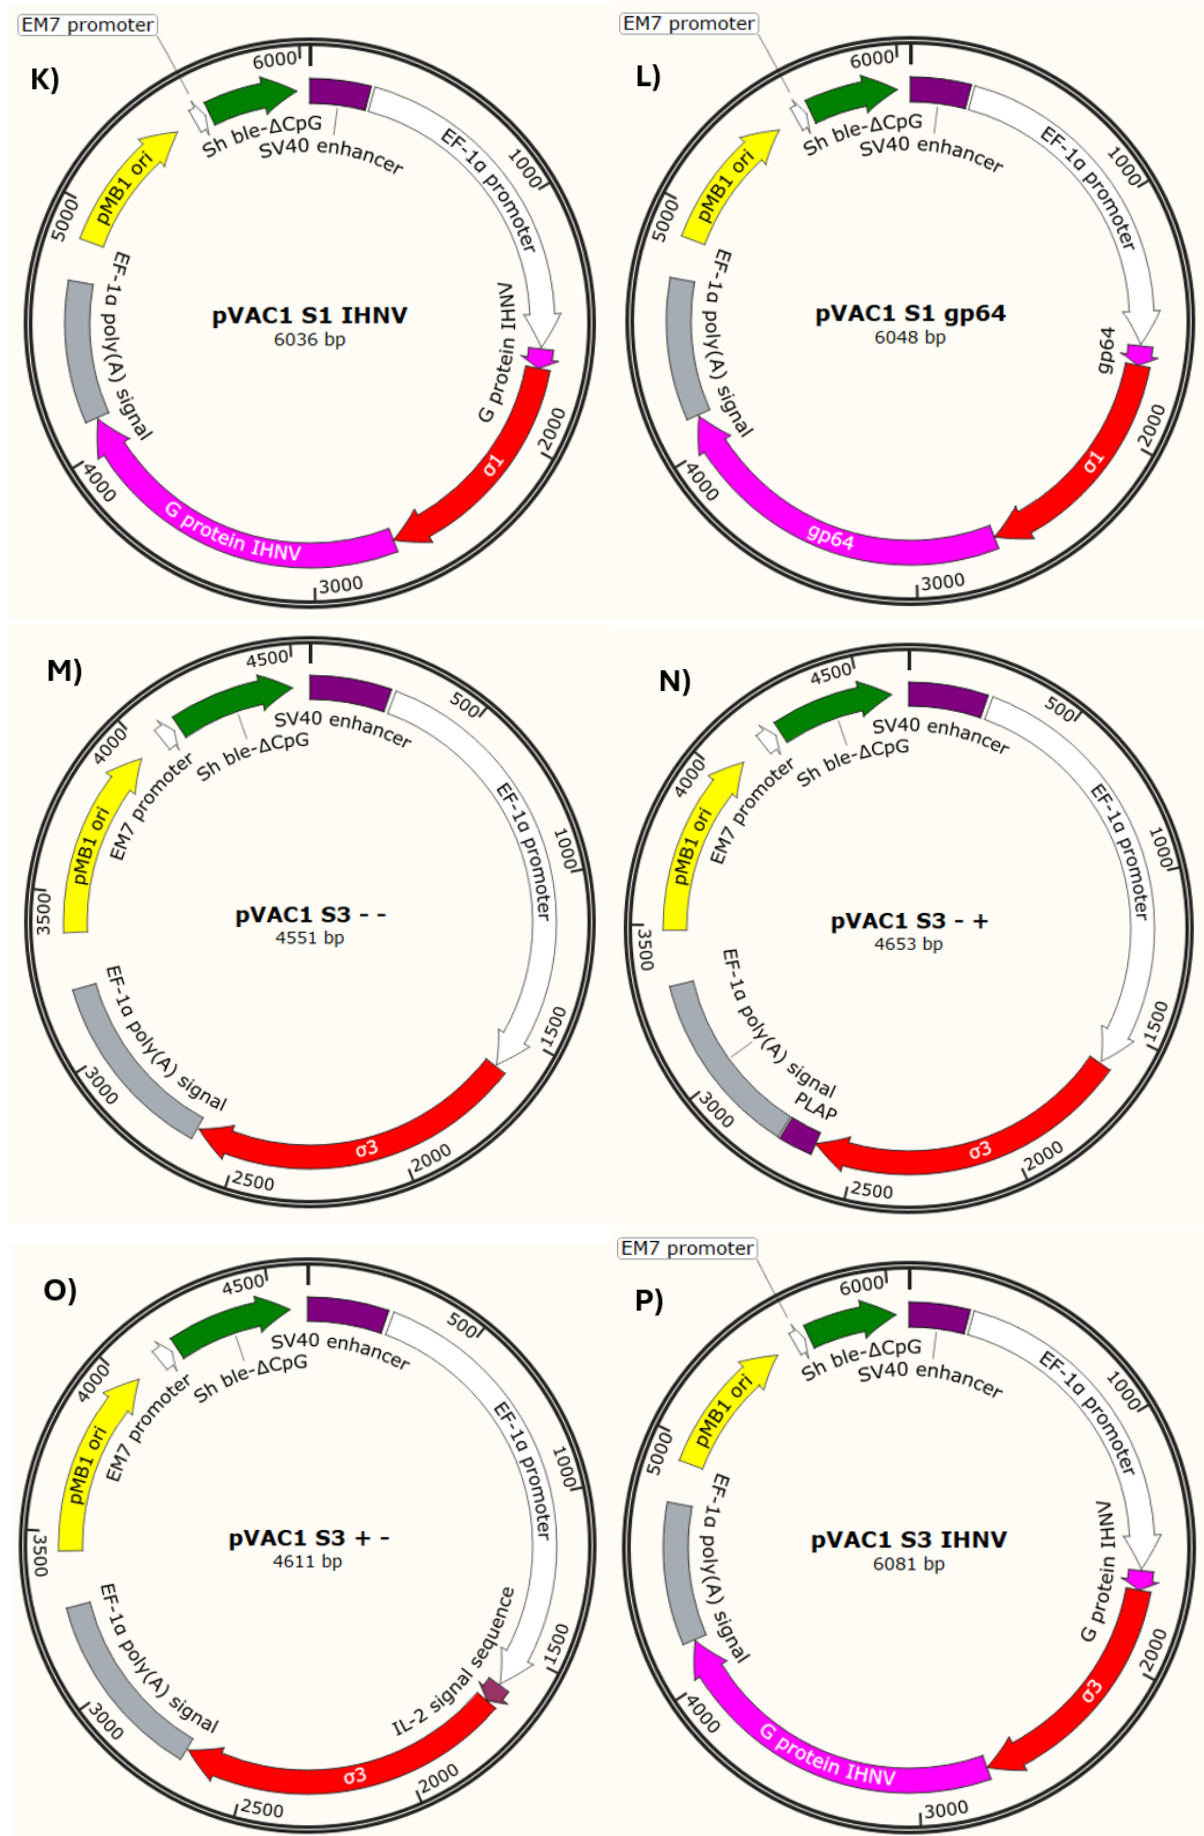 K)
EM7 promoter
6000
Sh ble-ΔCpG
SV40 enhancer
EF-1α promoter
1000
pMB1 ori
5000
EF-1α poly(A) signal
pVAC1 S1 IHNV
6036 bp
G protein IHNV
2000
σ1
4000
G protein IHNV
3000
L)
EM7 promoter
6000
Sh ble-ΔCpG
SV40 enhancer
EF-1α promoter
1000
pMB1 ori
5000
EF-1α poly(A) signal
pVAC1 S1 gp64
6048 bp
gp64
2000
σ1
4000
gp64
3000
M)
4500
SV40 enhancer
500
Sh ble-ΔCpG
4000
EM7 promoter
pMB1 ori
EF-1α promoter
1000
3500
pVAC1 S3 - -
4551 bp
EF-1α poly(A) signal
1500
3000
σ3
2000
2500
N)
4500
SV40 enhancer
500
Sh ble-ΔCpG
4000
EM7 promoter
pMB1 ori
EF-1α promoter
1000
3500
pVAC1 S3 - +
4653 bp
EF-1α poly(A) signal
1500
PLAP
3000
σ3
2000
2500
O)
4500
SV40 enhancer
500
Sh ble-ΔCpG
4000
EM7 promoter
pMB1 ori
EF-1α promoter
1000
3500
pVAC1 S3 + -
4611 bp
EF-1α poly(A) signal
IL-2 signal sequence
1500
3000
σ3
2000
2500
P)
EM7 promoter
6000
Sh ble-ΔCpG
SV40 enhancer
EF-1α promoter
1000
pMB1 ori
5000
EF-1α poly(A) signal
pVAC1 S3 IHNV
6081 bp
G protein IHNV
2000
σ3
4000
G protein IHNV
3000